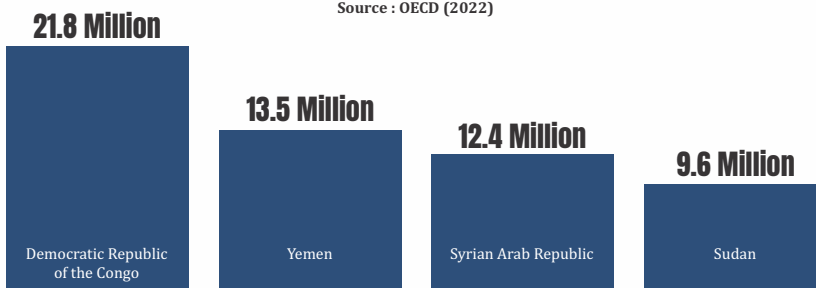 Source : OECD (2022)
21.8 Million
13.5 Million
12.4 Million
9.6 Million
Democratic Republic
of the Congo
Yemen
Syrian Arab Republic
Sudan